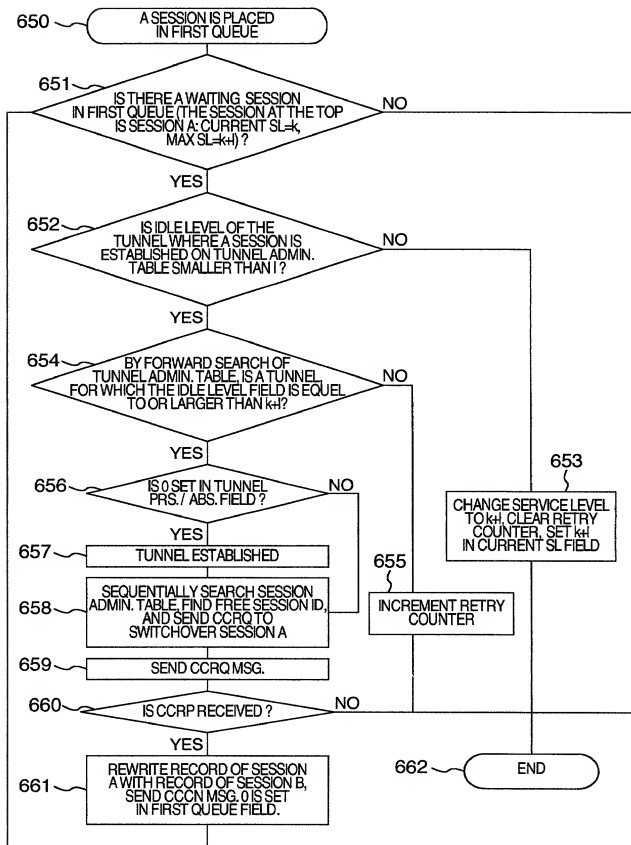 650
A SESSION IS PLACED
IN FIRST QUEUE
651
IS THERE A WAITING SESSION
IN FIRST QUEUE (THE SESSION AT THE TOP
IS SESSION A: CURRENT SL=k,
MAX SL=k+l) ?
NO
YES
652
IS IDLE LEVEL OF THE
TUNNEL WHERE A SESSION IS
ESTABLISHED ON TUNNEL ADMIN.
TABLE SMALLER THAN l ?
NO
YES
654
BY FORWARD SEARCH OF
TUNNEL ADMIN. TABLE, IS A TUNNEL
FOR WHICH THE IDLE LEVEL FIELD IS EQUEL
TO OR LARGER THAN k+l?
NO
YES
656
IS 0 SET IN TUNNEL
PRS. / ABS. FIELD ?
NO
YES
653
CHANGE SERVICE LEVEL
TO k+l, CLEAR RETRY
COUNTER, SET k+l
IN CURRENT SL FIELD
657
TUNNEL ESTABLISHED
655
INCREMENT RETRY
COUNTER
658
SEQUENTIALLY SEARCH SESSION
ADMIN. TABLE, FIND FREE SESSION ID,
AND SEND CCRQ TO
SWITCHOVER SESSION A
659
SEND CCRQ MSG.
660
IS CCRP RECEIVED ?
NO
YES
661
REWRITE RECORD OF SESSION
A WITH RECORD OF SESSION B,
SEND CCCN MSG. 0 IS SET
IN FIRST QUEUE FIELD.
662
END